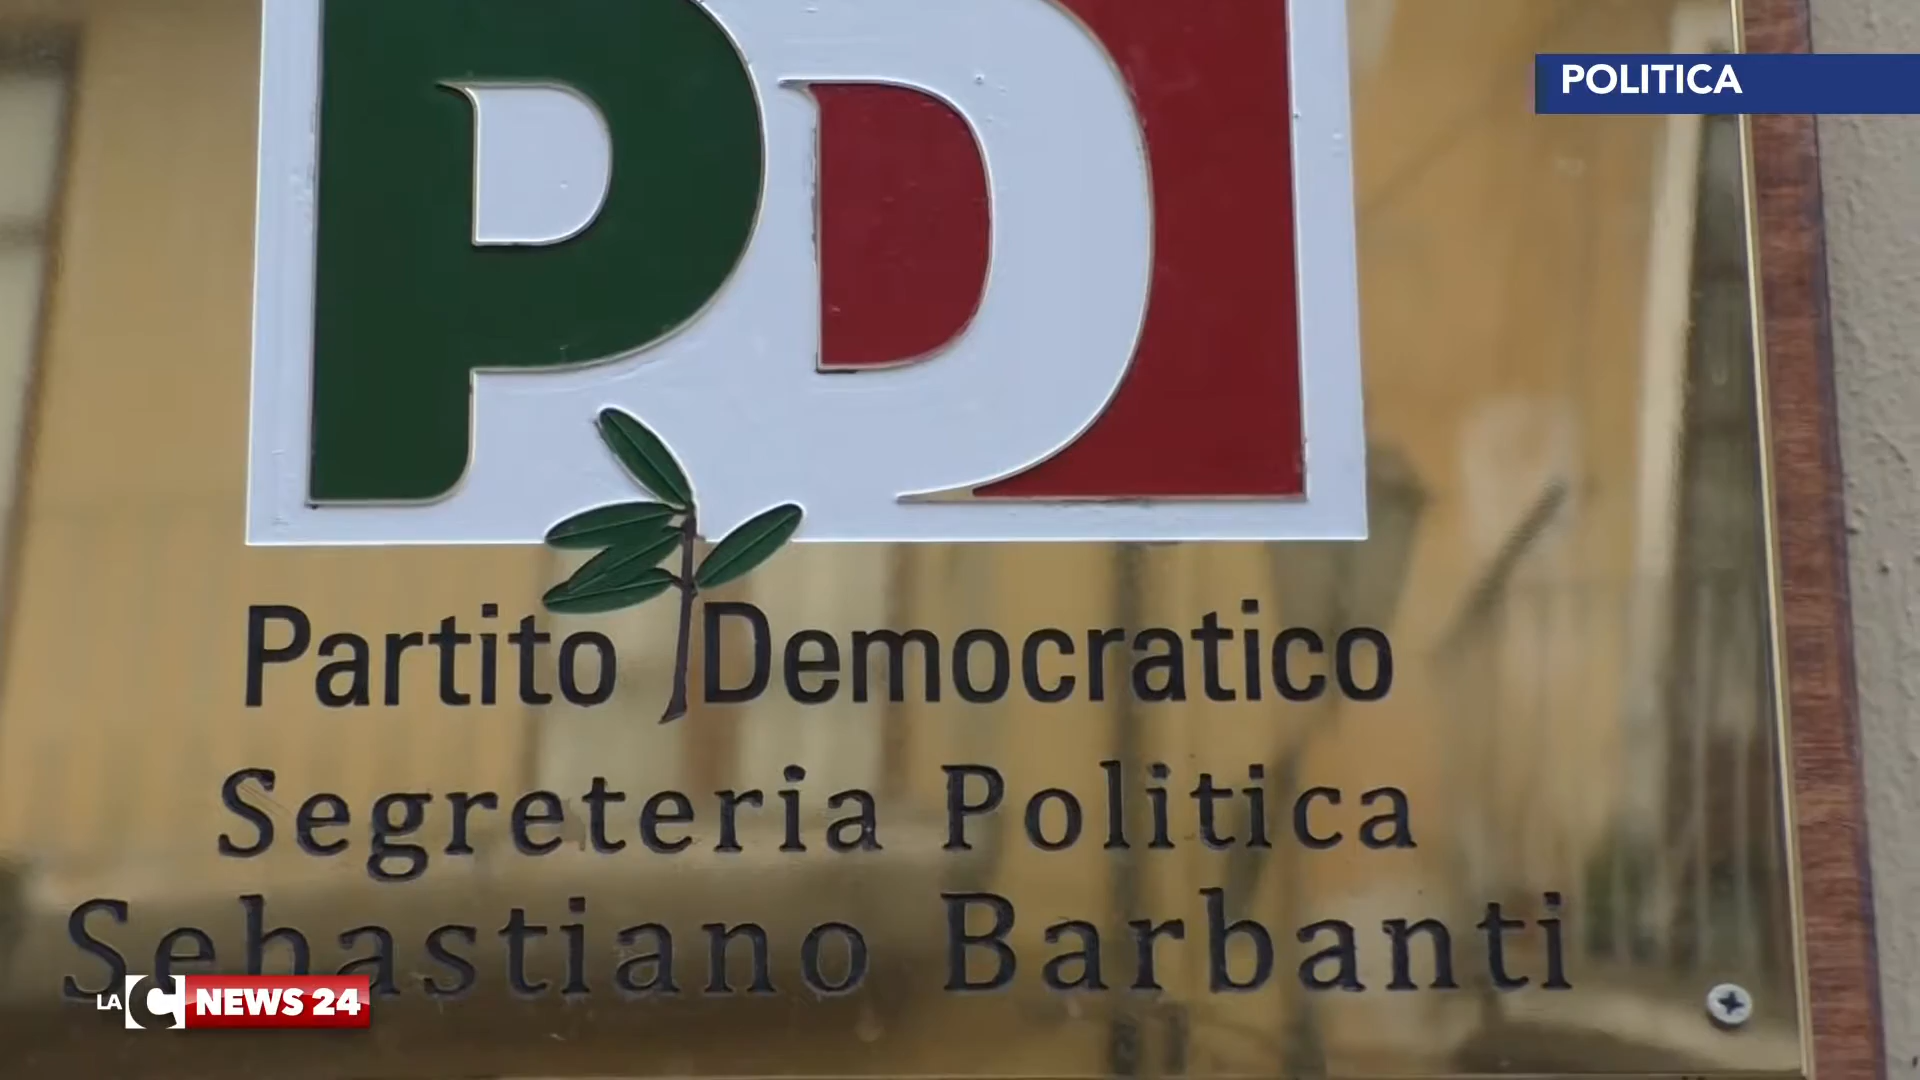 POLITICA
PD
Partito Democratico
Segreteria Politica
Sebastiano Barbanti
LA C NEWS 24